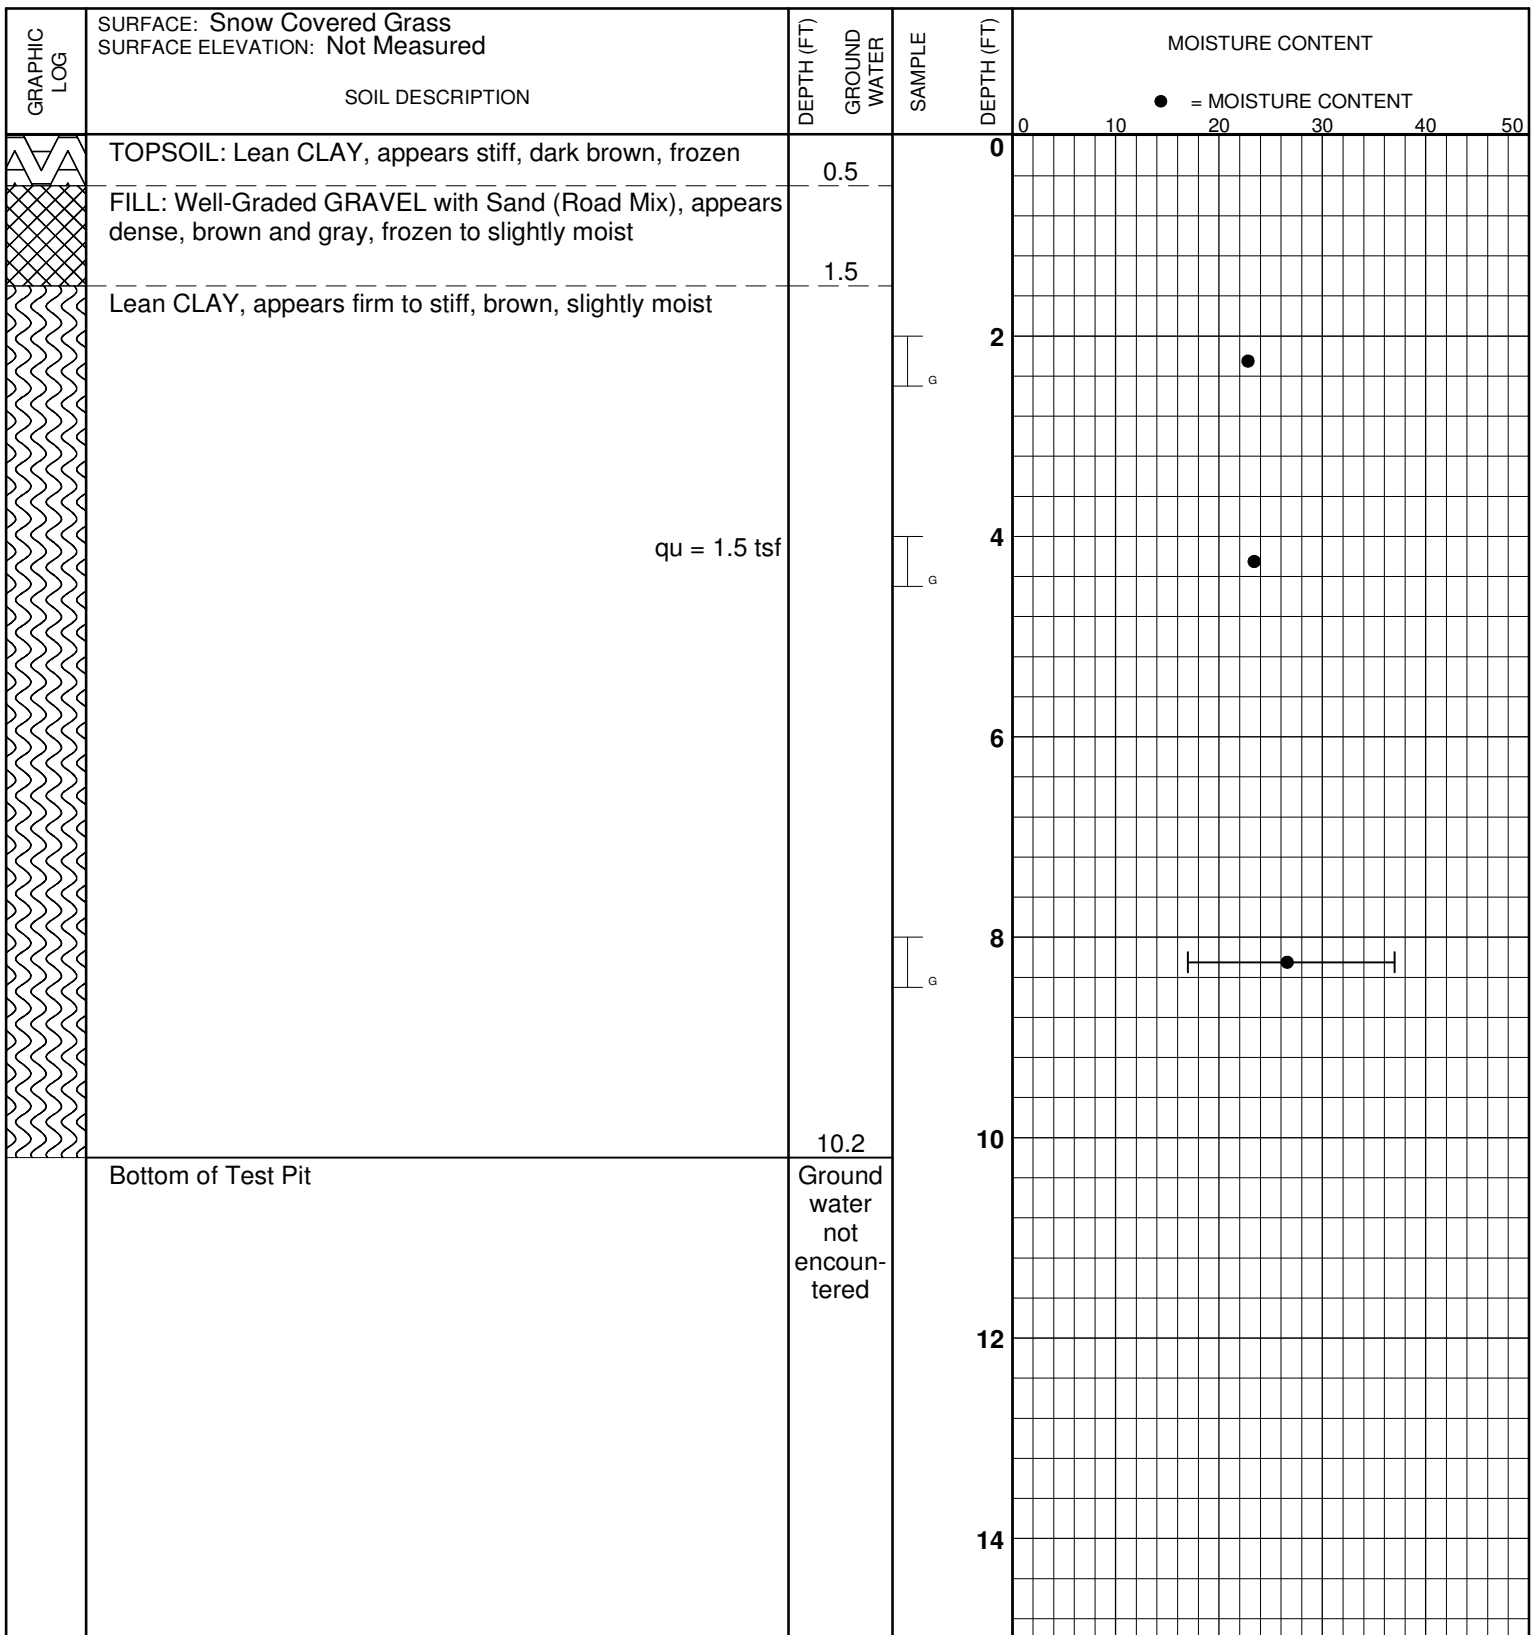 GRAPHIC
LOG
SURFACE: Snow Covered Grass
SURFACE ELEVATION: Not Measured
SOIL DESCRIPTION
DEPTH (FT)
GROUND
WATER
SAMPLE
DEPTH (FT)
MOISTURE CONTENT
● = MOISTURE CONTENT
0 10 20 30 40 50
TOPSOIL: Lean CLAY, appears stiff, dark brown, frozen
0.5
FILL: Well-Graded GRAVEL with Sand (Road Mix), appears
dense, brown and gray, frozen to slightly moist
1.5
Lean CLAY, appears firm to stiff, brown, slightly moist
G
qu = 1.5 tsf
G
G
10.2
Bottom of Test Pit
Ground
water
not
encoun-
tered
0
2
4
6
8
10
12
14